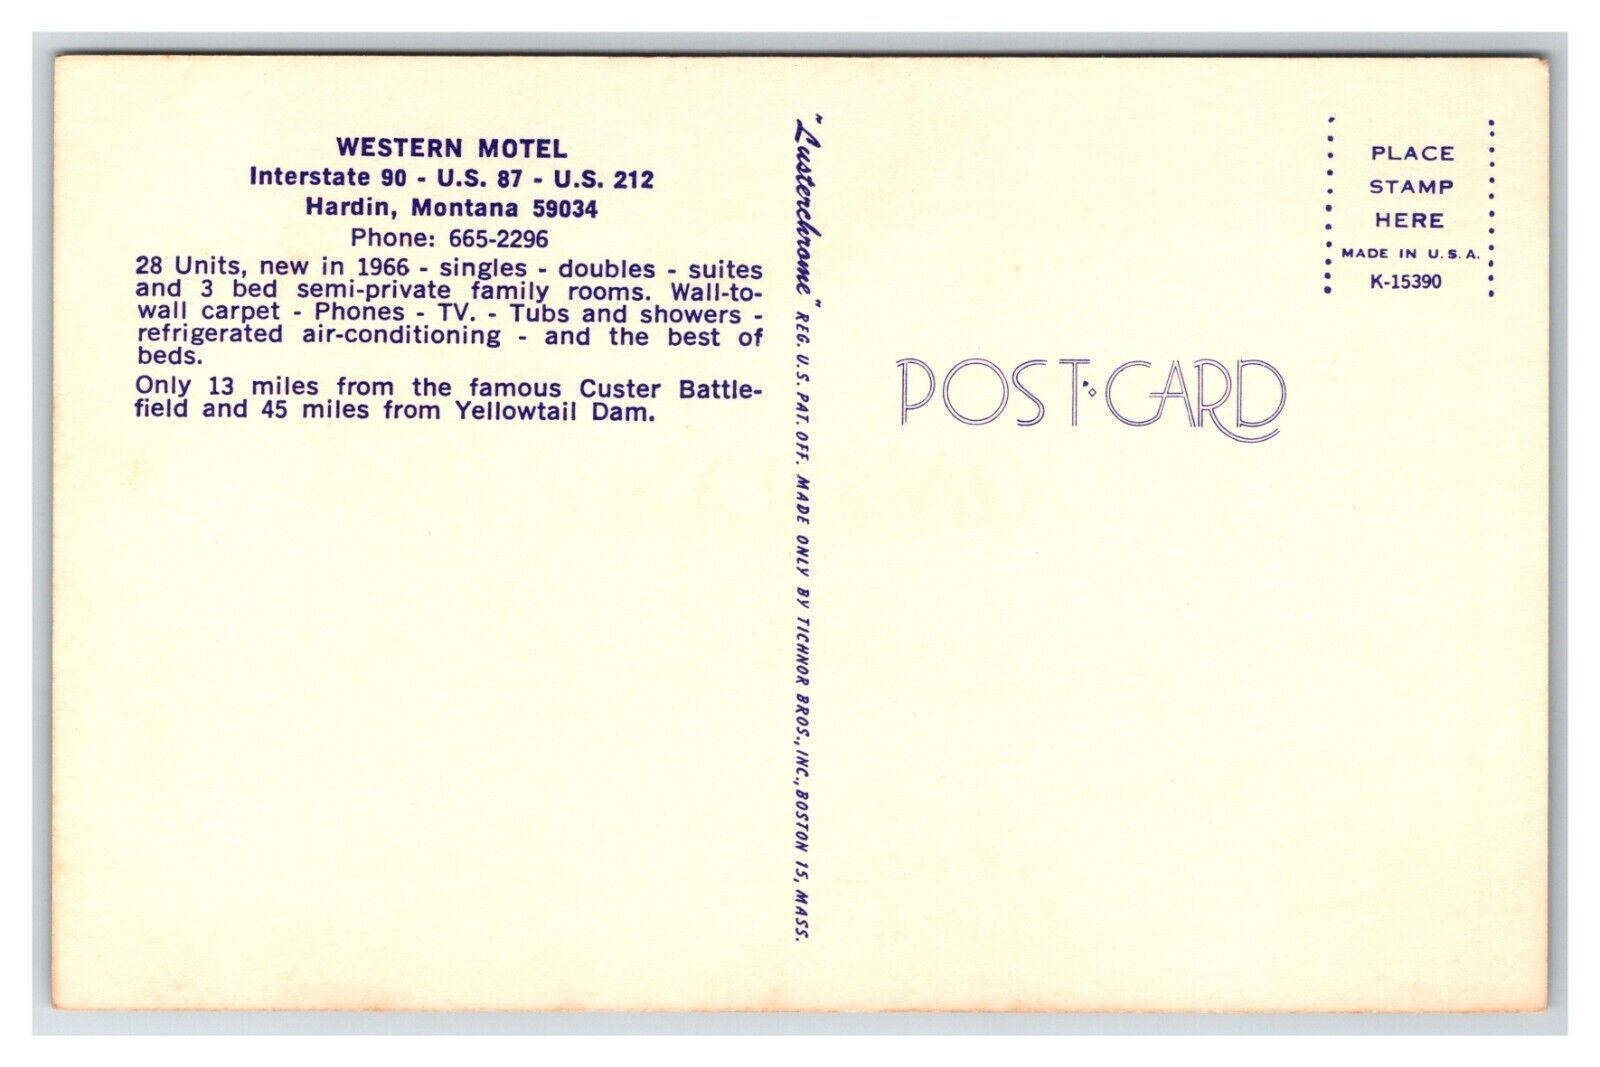 WESTERN MOTEL
Interstate 90 - U.S. 87 - U.S. 212
Hardin, Montana 59034
Phone: 665-2296
28 Units, new in 1966 - singles - doubles - suites
and 3 bed semi-private family rooms. Wall-to-
wall carpet - Phones - TV. - Tubs and showers -
refrigerated air-conditioning - and the best of
beds.
Only 13 miles from the famous Custer Battle-
field and 45 miles from Yellowtail Dam.
"Lusterchrome" REG. U.S. PAT. OFF. MADE ONLY BY TICHNOR BROS., INC., BOSTON 15, MASS.
PLACE
STAMP
HERE
MADE IN U.S.A.
K-15390
POST CARD